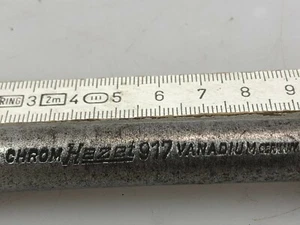 RING 3 2m 4 5 6 7 8 9
CHROM Hazet 917 VANADIUM